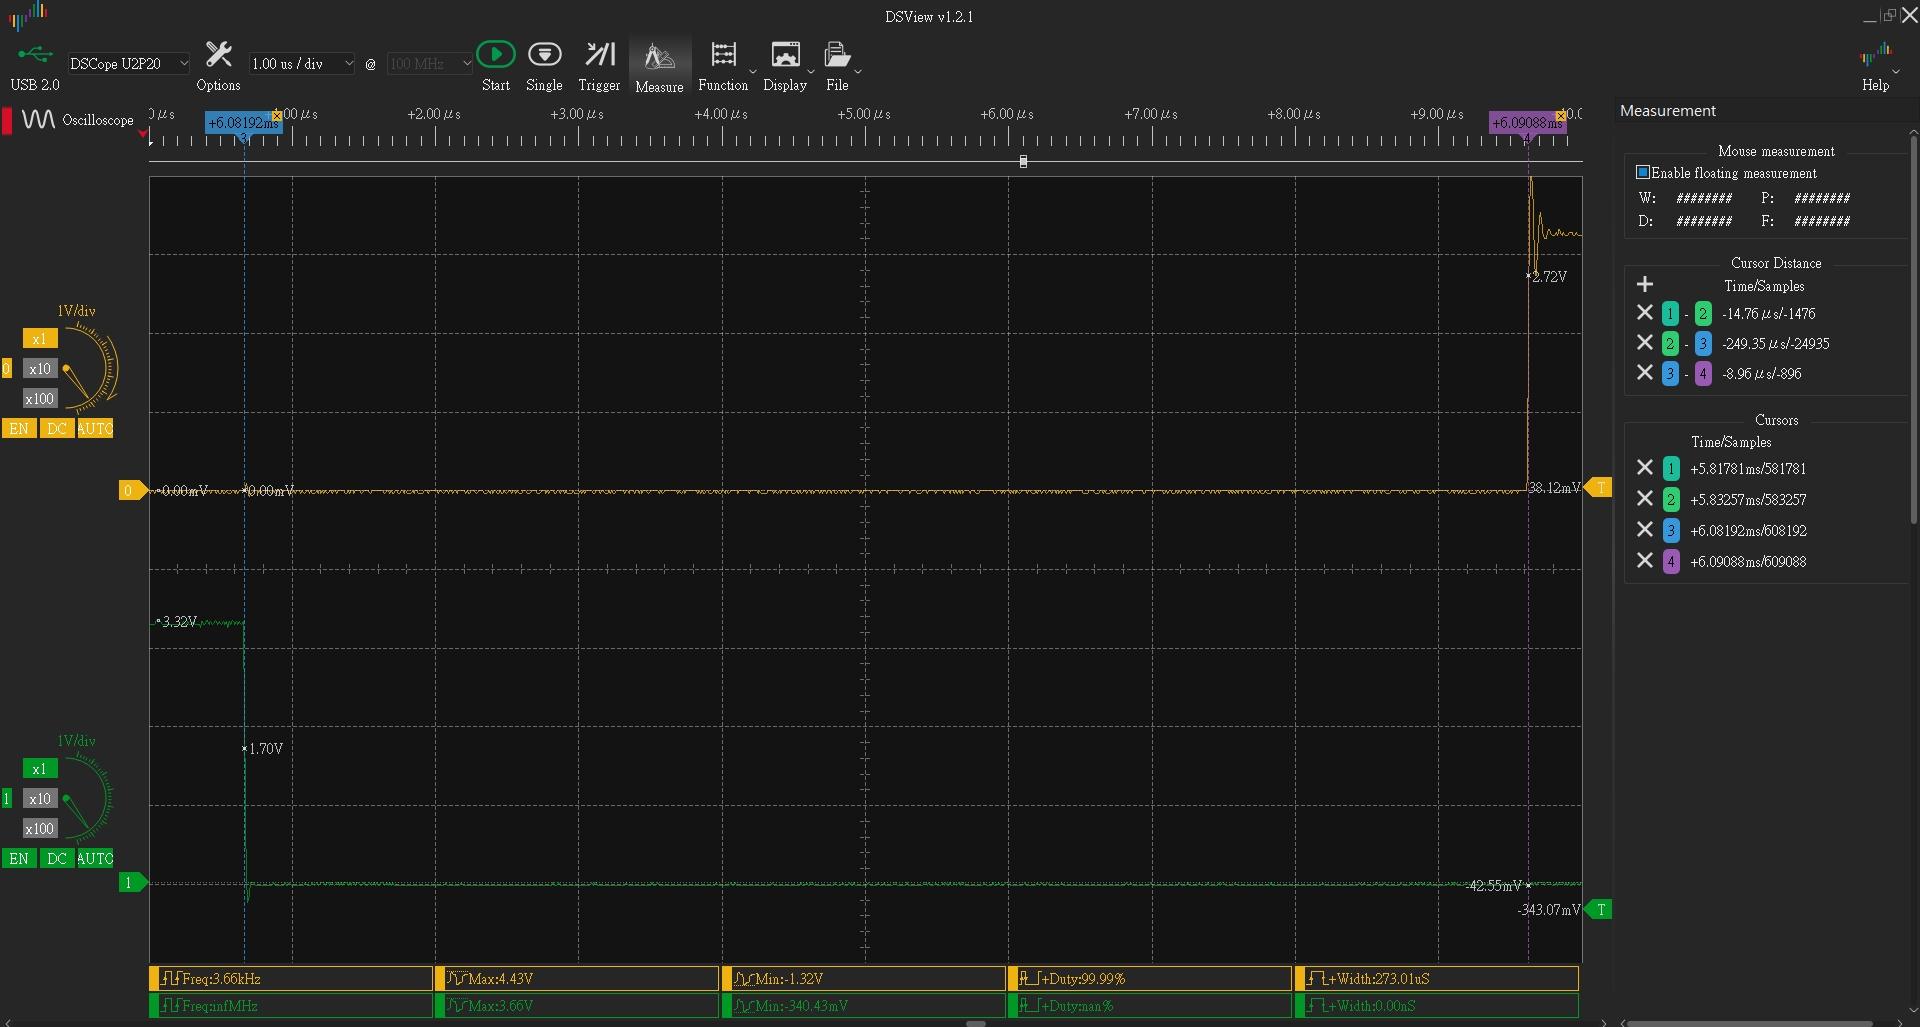 DSView v1.2.1
USB 2.0
DSCope U2P20
Options
1.00 us / div
@
100 MHz
Start
Single
Trigger
Measure
Function
Display
File
Help
Oscilloscope
+6.08192ms
3
+2.00 μs
+3.00 μs
+4.00 μs
+5.00 μs
+6.00 μs
+7.00 μs
+8.00 μs
+9.00 μs
+6.09088ms
4
Measurement
Mouse measurement
Enable floating measurement
W: ######## P: ########
D: ######## F: ########
Cursor Distance
Time/Samples
1 - 2 -14.76 μs/-1476
2 - 3 -249.35 μs/-24935
3 - 4 -8.96 μs/-896
Cursors
Time/Samples
1 +5.81781ms/581781
2 +5.83257ms/583257
3 +6.08192ms/608192
4 +6.09088ms/609088
1V/div
x1
0 x10
x100
EN DC AUTO
0
0.00mV
0.00mV
2.72V
38.12mV
T
3.32V
1.70V
1V/div
x1
1 x10
x100
EN DC AUTO
1
-42.55mV
-343.07mV
T
Freq:3.66kHz
Max:4.43V
Min:-1.32V
+Duty:99.99%
+Width:273.01uS
Freq:infMHz
Max:3.66V
Min:-340.43mV
+Duty:nan%
+Width:0.00nS